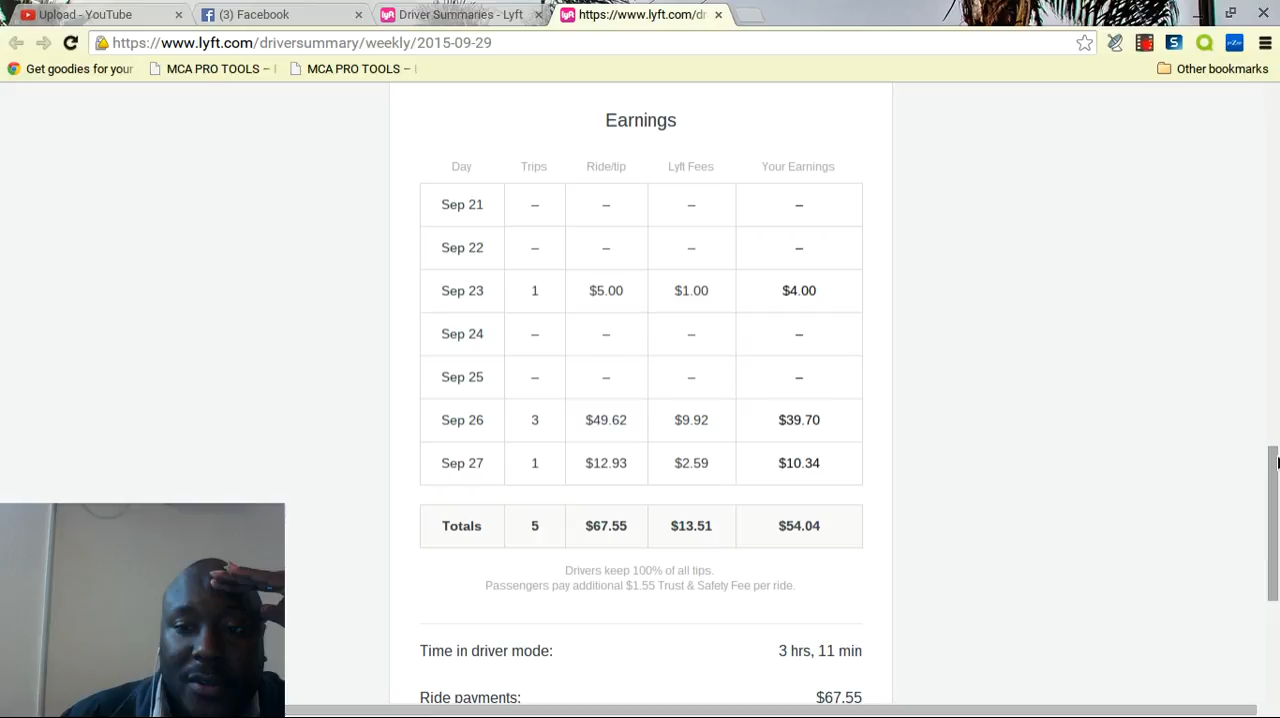 Upload - YouTube
(3) Facebook
Driver Summaries - Lyft
https://www.lyft.com/dr
https://www.lyft.com/driversummary/weekly/2015-09-29
Get goodies for your
MCA PRO TOOLS –
MCA PRO TOOLS –
Other bookmarks
Earnings
Day Trips Ride/tip Lyft Fees Your Earnings
Sep 21 – – – –
Sep 22 – – – –
Sep 23 1 $5.00 $1.00 $4.00
Sep 24 – – – –
Sep 25 – – – –
Sep 26 3 $49.62 $9.92 $39.70
Sep 27 1 $12.93 $2.59 $10.34
Totals 5 $67.55 $13.51 $54.04
Drivers keep 100% of all tips.
Passengers pay additional $1.55 Trust & Safety Fee per ride.
Time in driver mode: 3 hrs, 11 min
Ride payments: $67.55